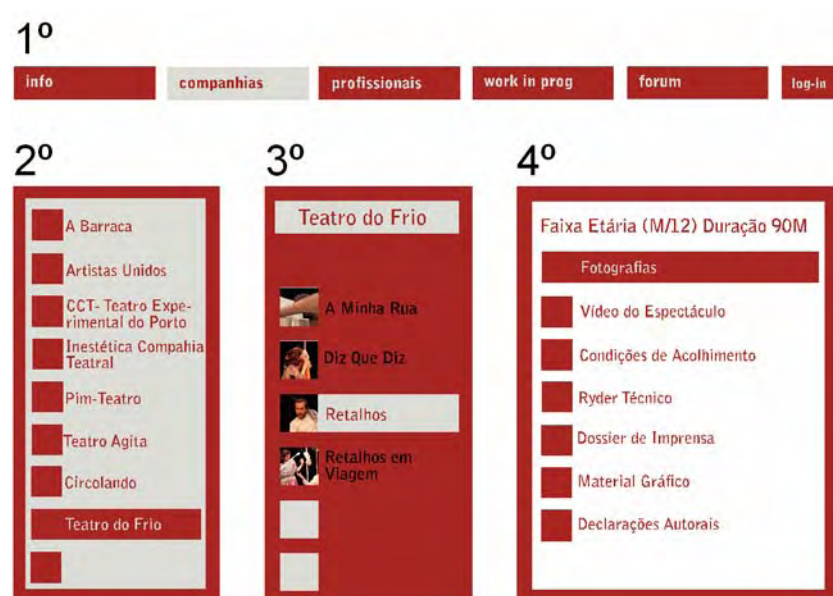 1º
info
companhias
profissionais
work in prog
forum
log-in
2º
A Barraca
Artistas Unidos
CCT- Teatro Expe-
rimental do Porto
Inestética Compahia
Teatral
Pim-Teatro
Teatro Agita
Circolando
Teatro do Frio
3º
Teatro do Frio
A Minha Rua
Diz Que Diz
Retalhos
Retalhos em
Viagem
4º
Faixa Etária (M/12) Duração 90M
Fotografias
Vídeo do Espectáculo
Condições de Acolhimento
Ryder Técnico
Dossier de Imprensa
Material Gráfico
Declarações Autorais